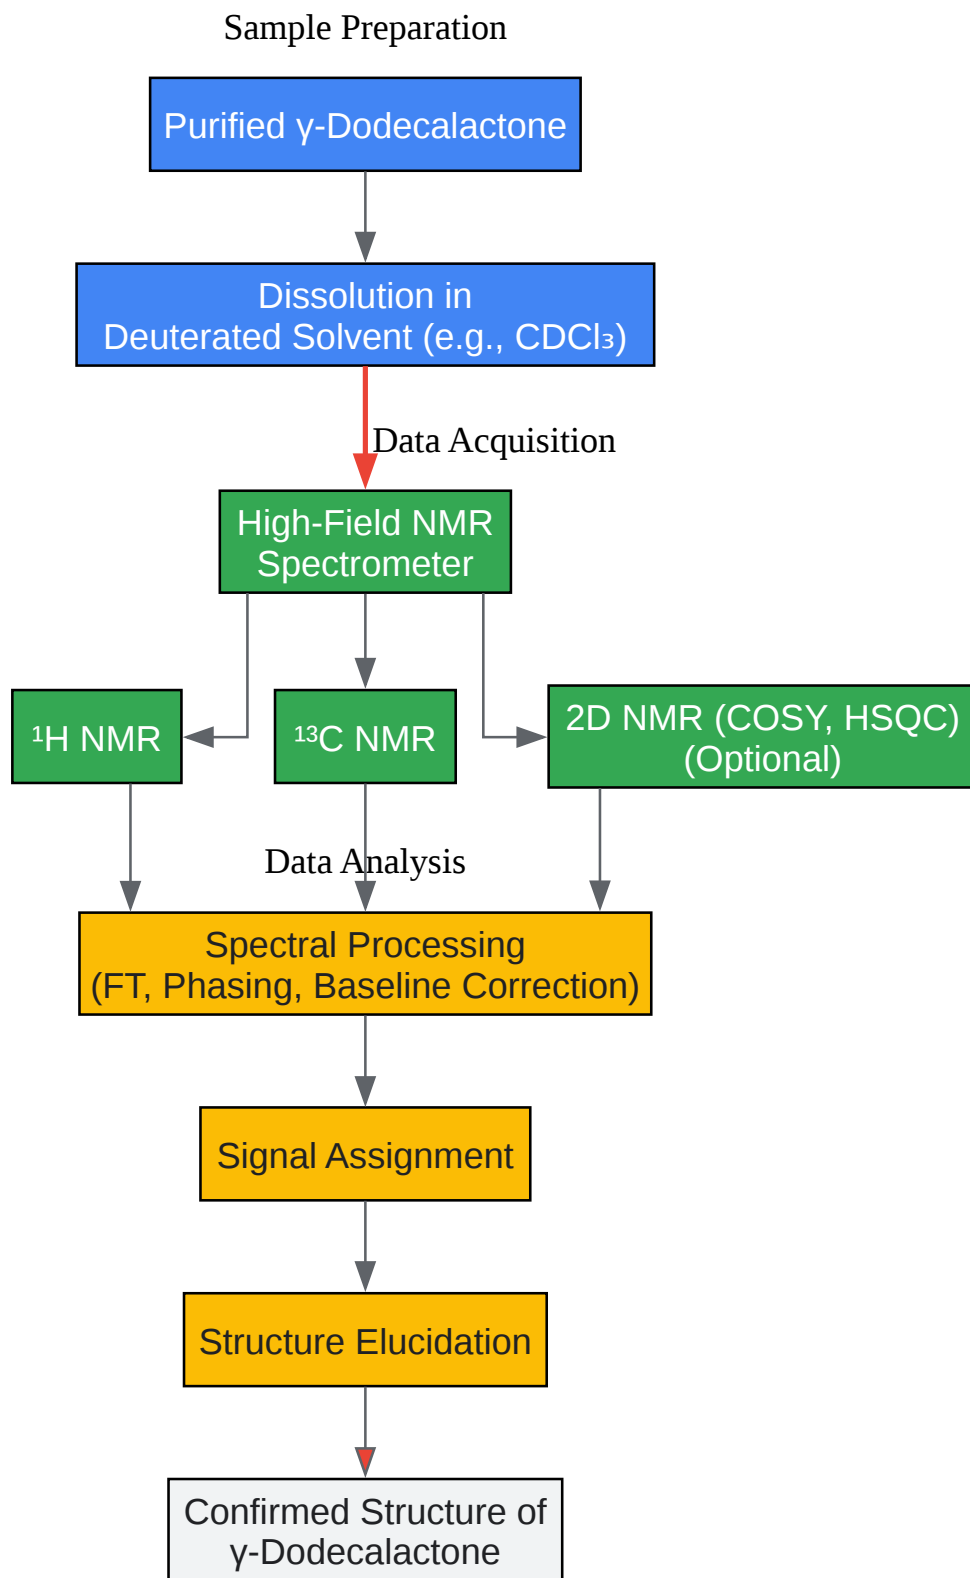 Sample Preparation
Purified γ-Dodecalactone
Dissolution in
Deuterated Solvent (e.g., CDCl₃)
Data Acquisition
High-Field NMR
Spectrometer
¹H NMR
¹³C NMR
2D NMR (COSY, HSQC)
(Optional)
Data Analysis
Spectral Processing
(FT, Phasing, Baseline Correction)
Signal Assignment
Structure Elucidation
Confirmed Structure of
γ-Dodecalactone